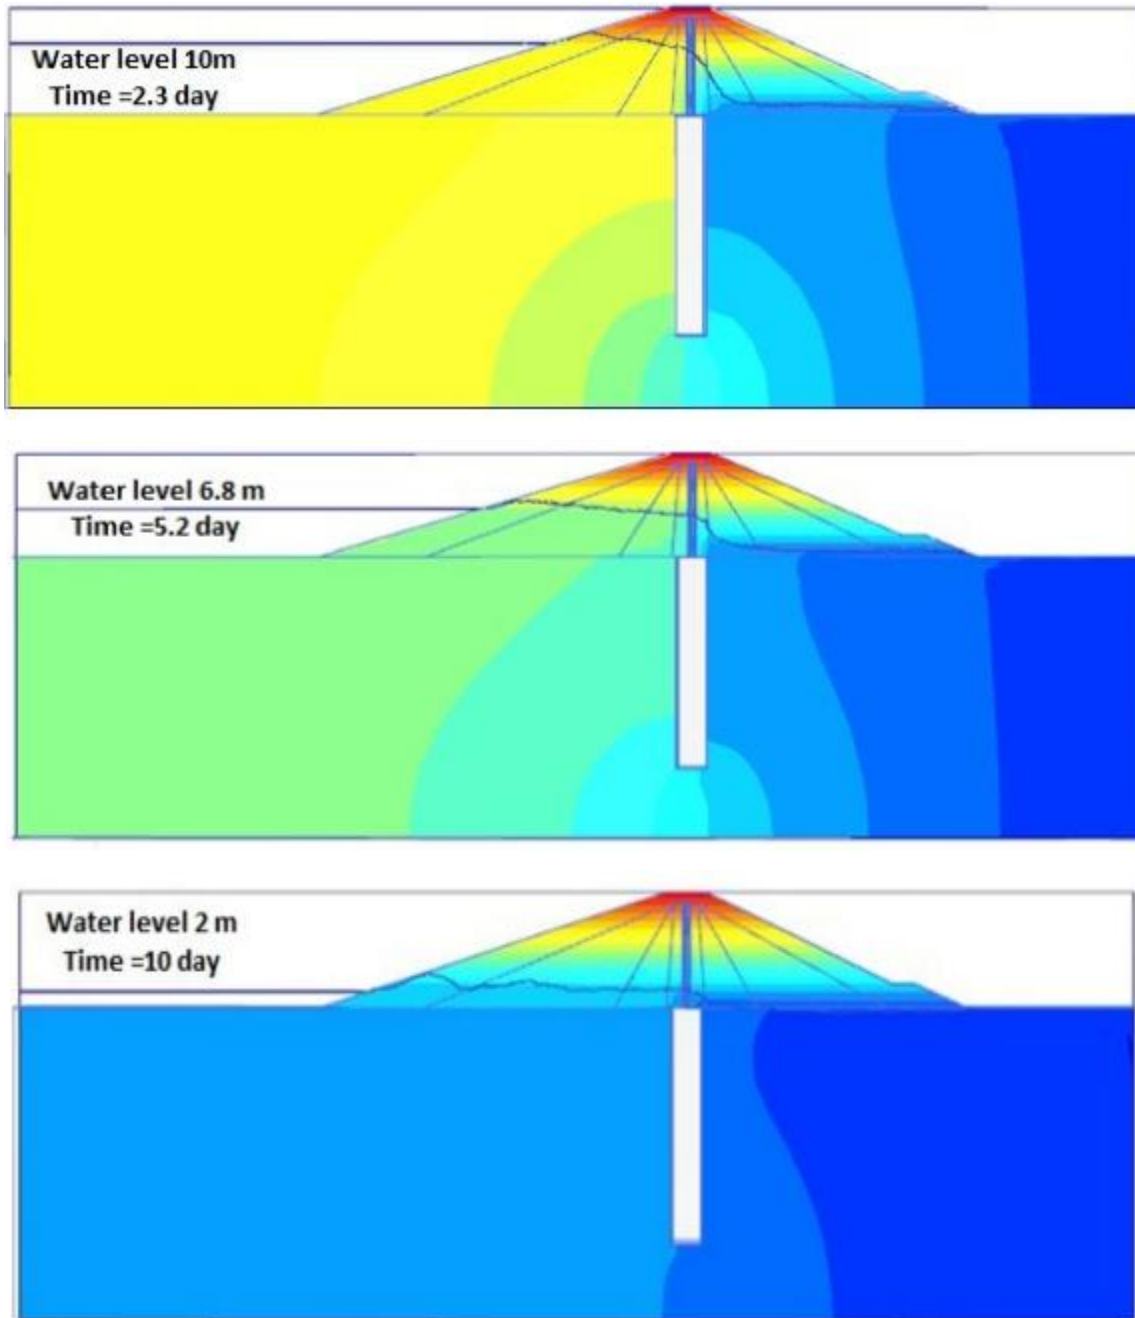 Water level 10m
Time =2.3 day
Water level 6.8 m
Time =5.2 day
Water level 2 m
Time =10 day